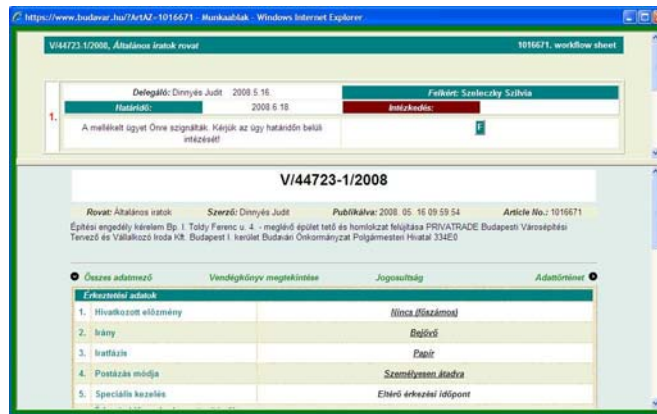 https://www.budavar.hu/?ArtAZ=1016671 - Munkaablak - Windows Internet Explorer
V/44723-1/2008, Általános iratok rovat 1016671. workflow sheet
Delegáló: Dinnyés Judit 2008.5.16. Felkért: Szeleczky Szilvia
Határidő: 2008.6.18. Intézkedés:
1.
A mellékelt ügyet Önre szignálták. Kérjük az ügy határidőn belüli
intézését!
F
V/44723-1/2008
Rovat: Általános iratok Szerző: Dinnyés Judit Publikálva: 2008. 05. 16 09:59:54 Article No.: 1016671
Építési engedély kérelem Bp. I. Toldy Ferenc u. 4. - meglévő épület tető és homlokzat felújítása PRIVATRADE Budapesti Városépítési
Tervező és Vállalkozó Iroda Kft. Budapest I. kerület Budavári Önkormányzat Polgármesteri Hivatal 334E0
Összes adatmező Vendégkönyv megtekintése Jogosultság Adattörténet
Érkeztetési adatok
1. Hivatkozott előzmény Nincs (főszámos)
2. Irány Bejövő
3. Iratfázis Papír
4. Postázás módja Személyesen átadva
5. Speciális kezelés Eltérő érkezési időpont